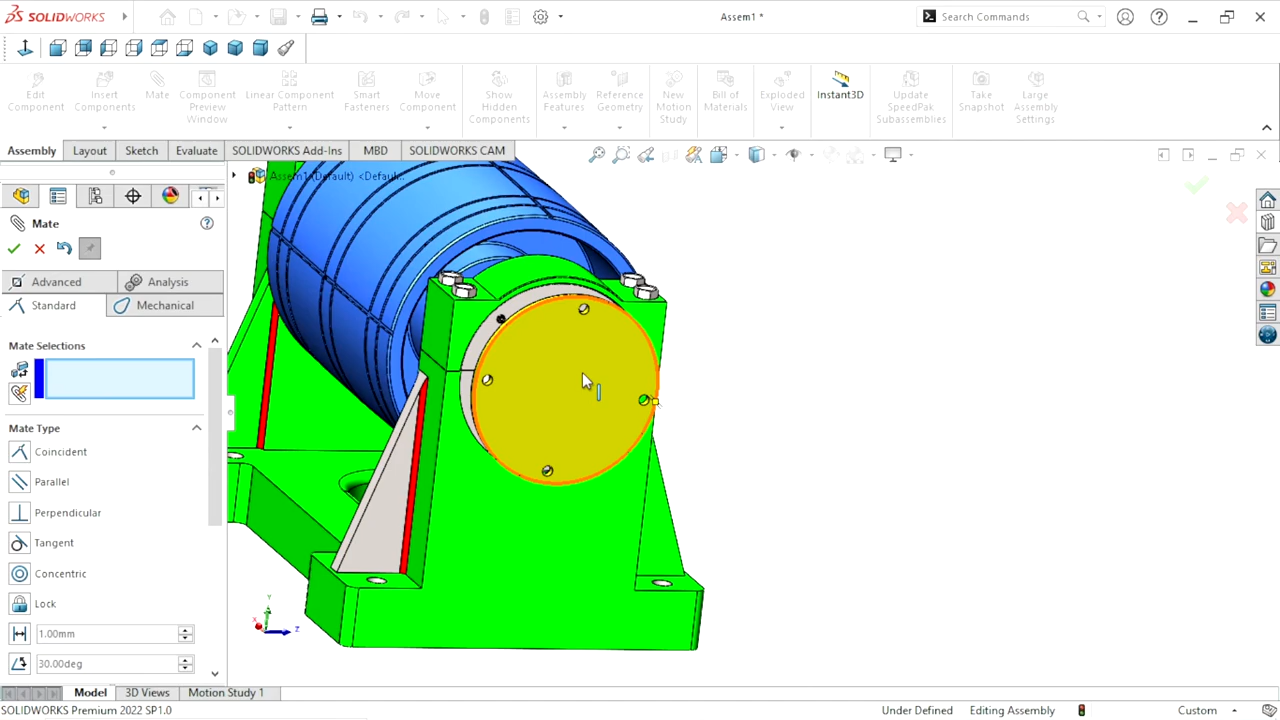 SOLIDWORKS
Assem1 *
Search Commands
Edit Component
Insert Components
Mate
Component Preview Window
Linear Component Pattern
Smart Fasteners
Move Component
Show Hidden Components
Assembly Features
Reference Geometry
New Motion Study
Bill of Materials
Exploded View
Instant3D
Update SpeedPak Subassemblies
Take Snapshot
Large Assembly Settings
Assembly
Layout
Sketch
Evaluate
SOLIDWORKS Add-Ins
MBD
SOLIDWORKS CAM
Assem1 (Default) <Defaul...
Mate
Advanced
Analysis
Standard
Mechanical
Mate Selections
Mate Type
Coincident
Parallel
Perpendicular
Tangent
Concentric
Lock
1.00mm
30.00deg
Y
X
Z
Model
3D Views
Motion Study 1
SOLIDWORKS Premium 2022 SP1.0
Under Defined
Editing Assembly
Custom